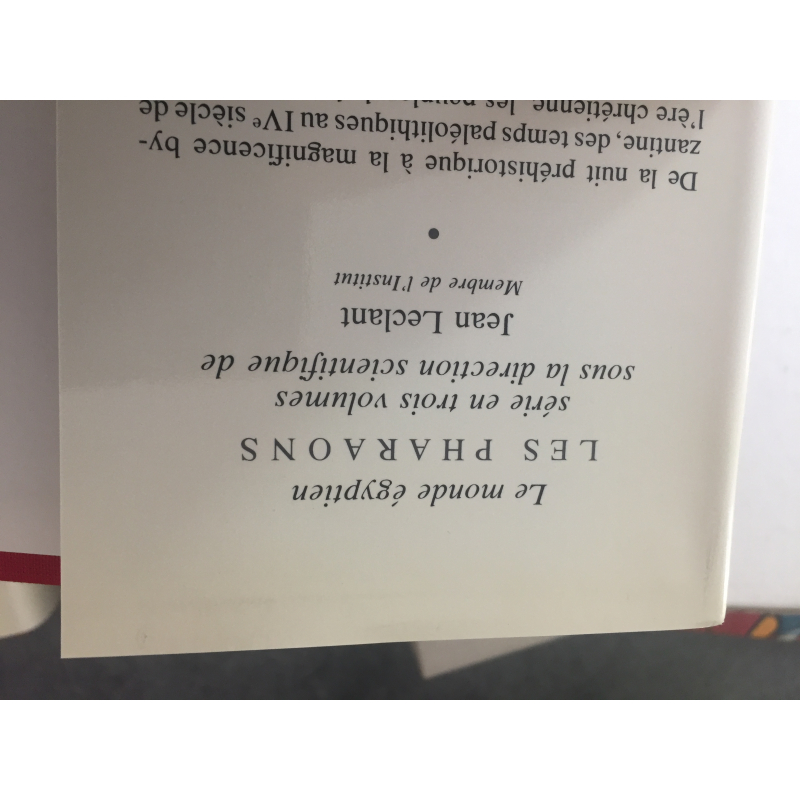 Le monde égyptien
LES PHARAONS
série en trois volumes
sous la direction scientifique de
Jean Leclant
Membre de l'Institut
•
De la nuit préhistorique à la magnificence by-
zantine, des temps paléolithiques au IVe siècle de
l'ère chrétienne, les